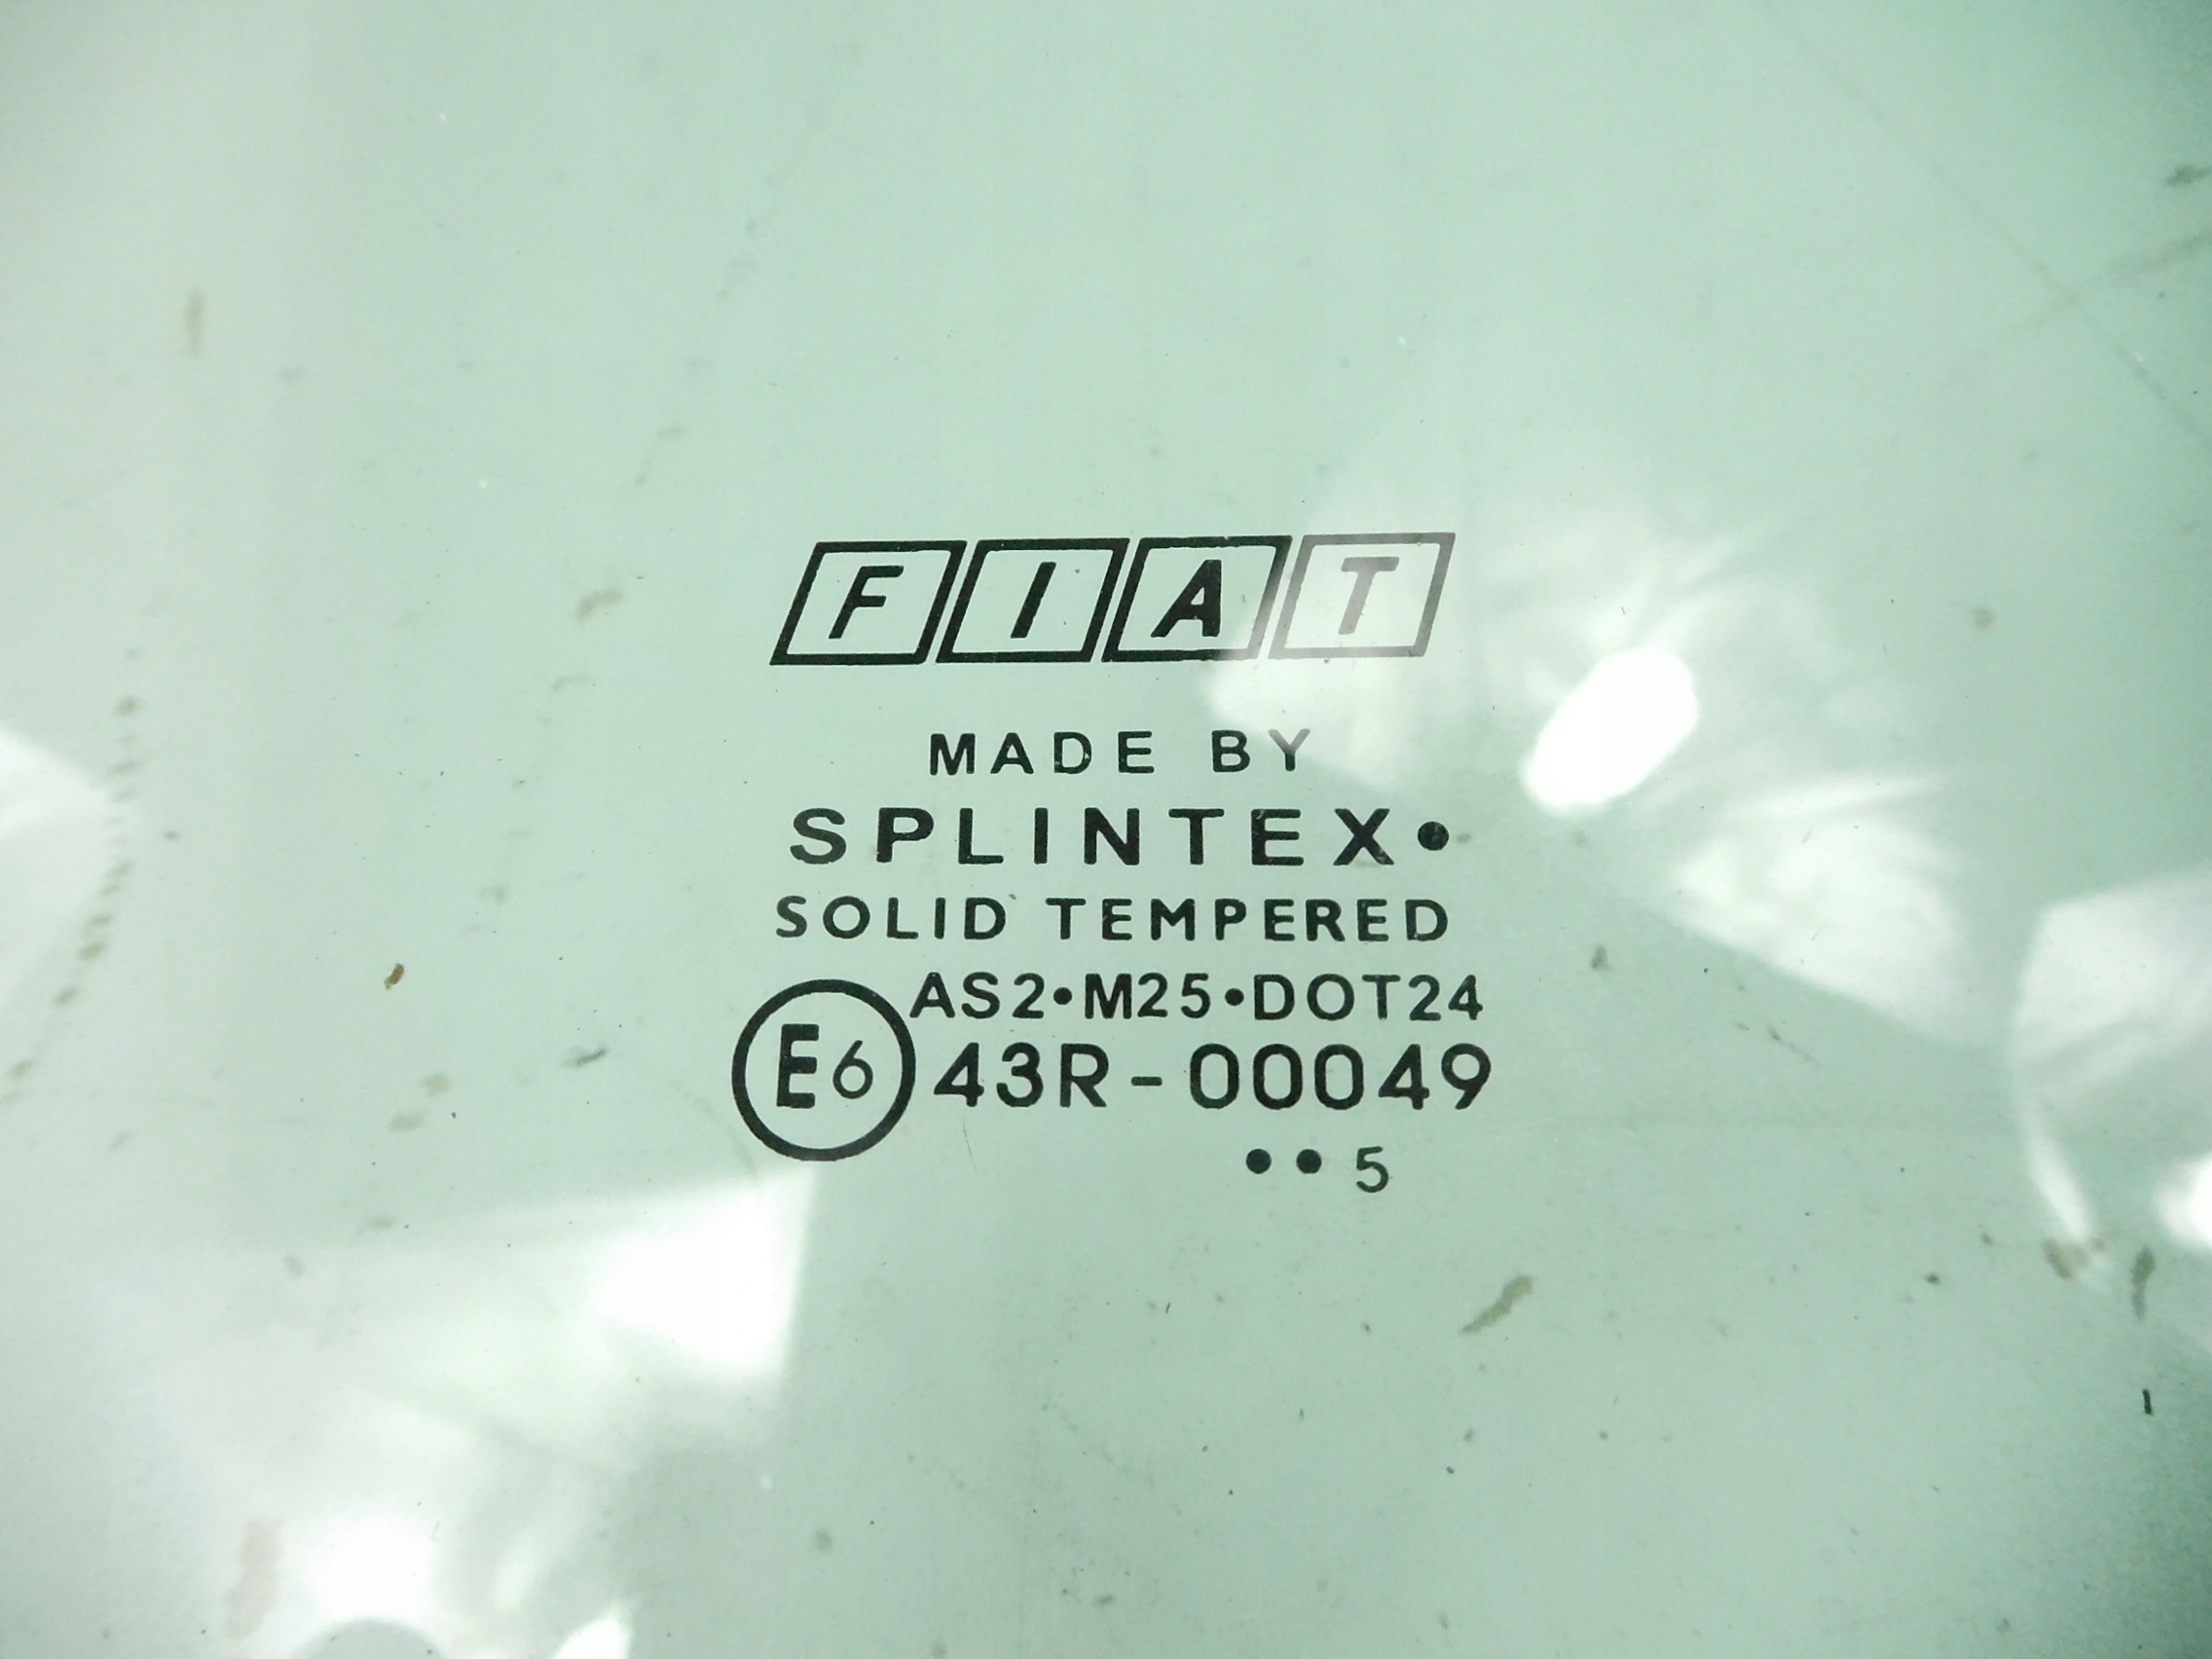 FIAT
MADE BY
SPLINTEX•
SOLID TEMPERED
AS2•M25•DOT24
E6 43R-00049
••5